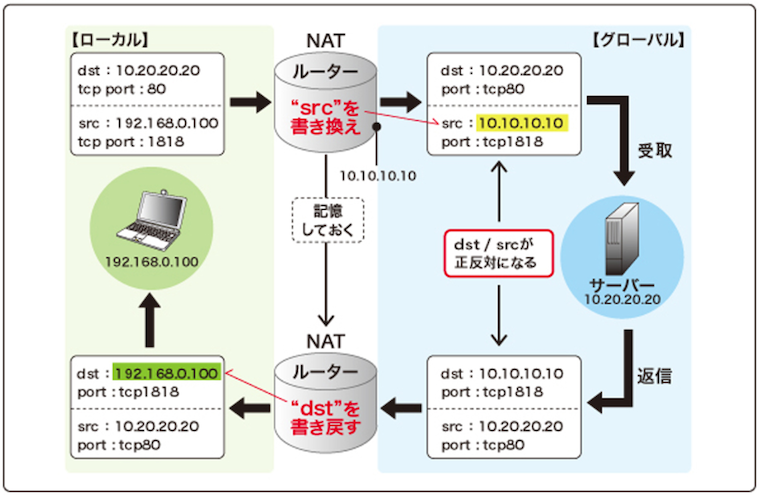 【ローカル】
NAT
【グローバル】
dst：10.20.20.20
tcp port：80
src：192.168.0.100
tcp port：1818
ルーター
“src”を
書き換え
10.10.10.10
dst：10.20.20.20
port：tcp80
src：10.10.10.10
port：tcp1818
受取
192.168.0.100
記憶
しておく
dst / srcが
正反対になる
サーバー
10.20.20.20
NAT
ルーター
“dst”を
書き戻す
dst：192.168.0.100
port：tcp1818
src：10.20.20.20
port：tcp80
dst：10.10.10.10
port：tcp1818
src：10.20.20.20
port：tcp80
返信